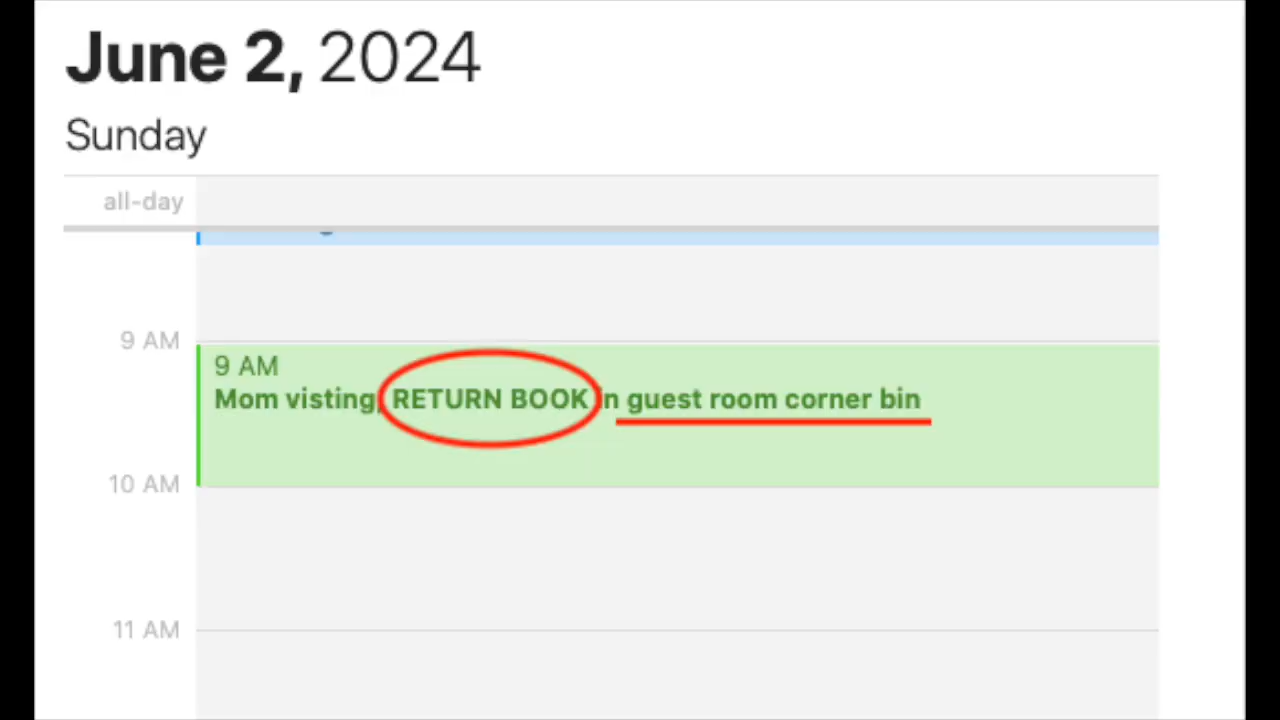 June 2, 2024
Sunday
all-day
9 AM
9 AM
Mom visting, RETURN BOOK in guest room corner bin
10 AM
11 AM